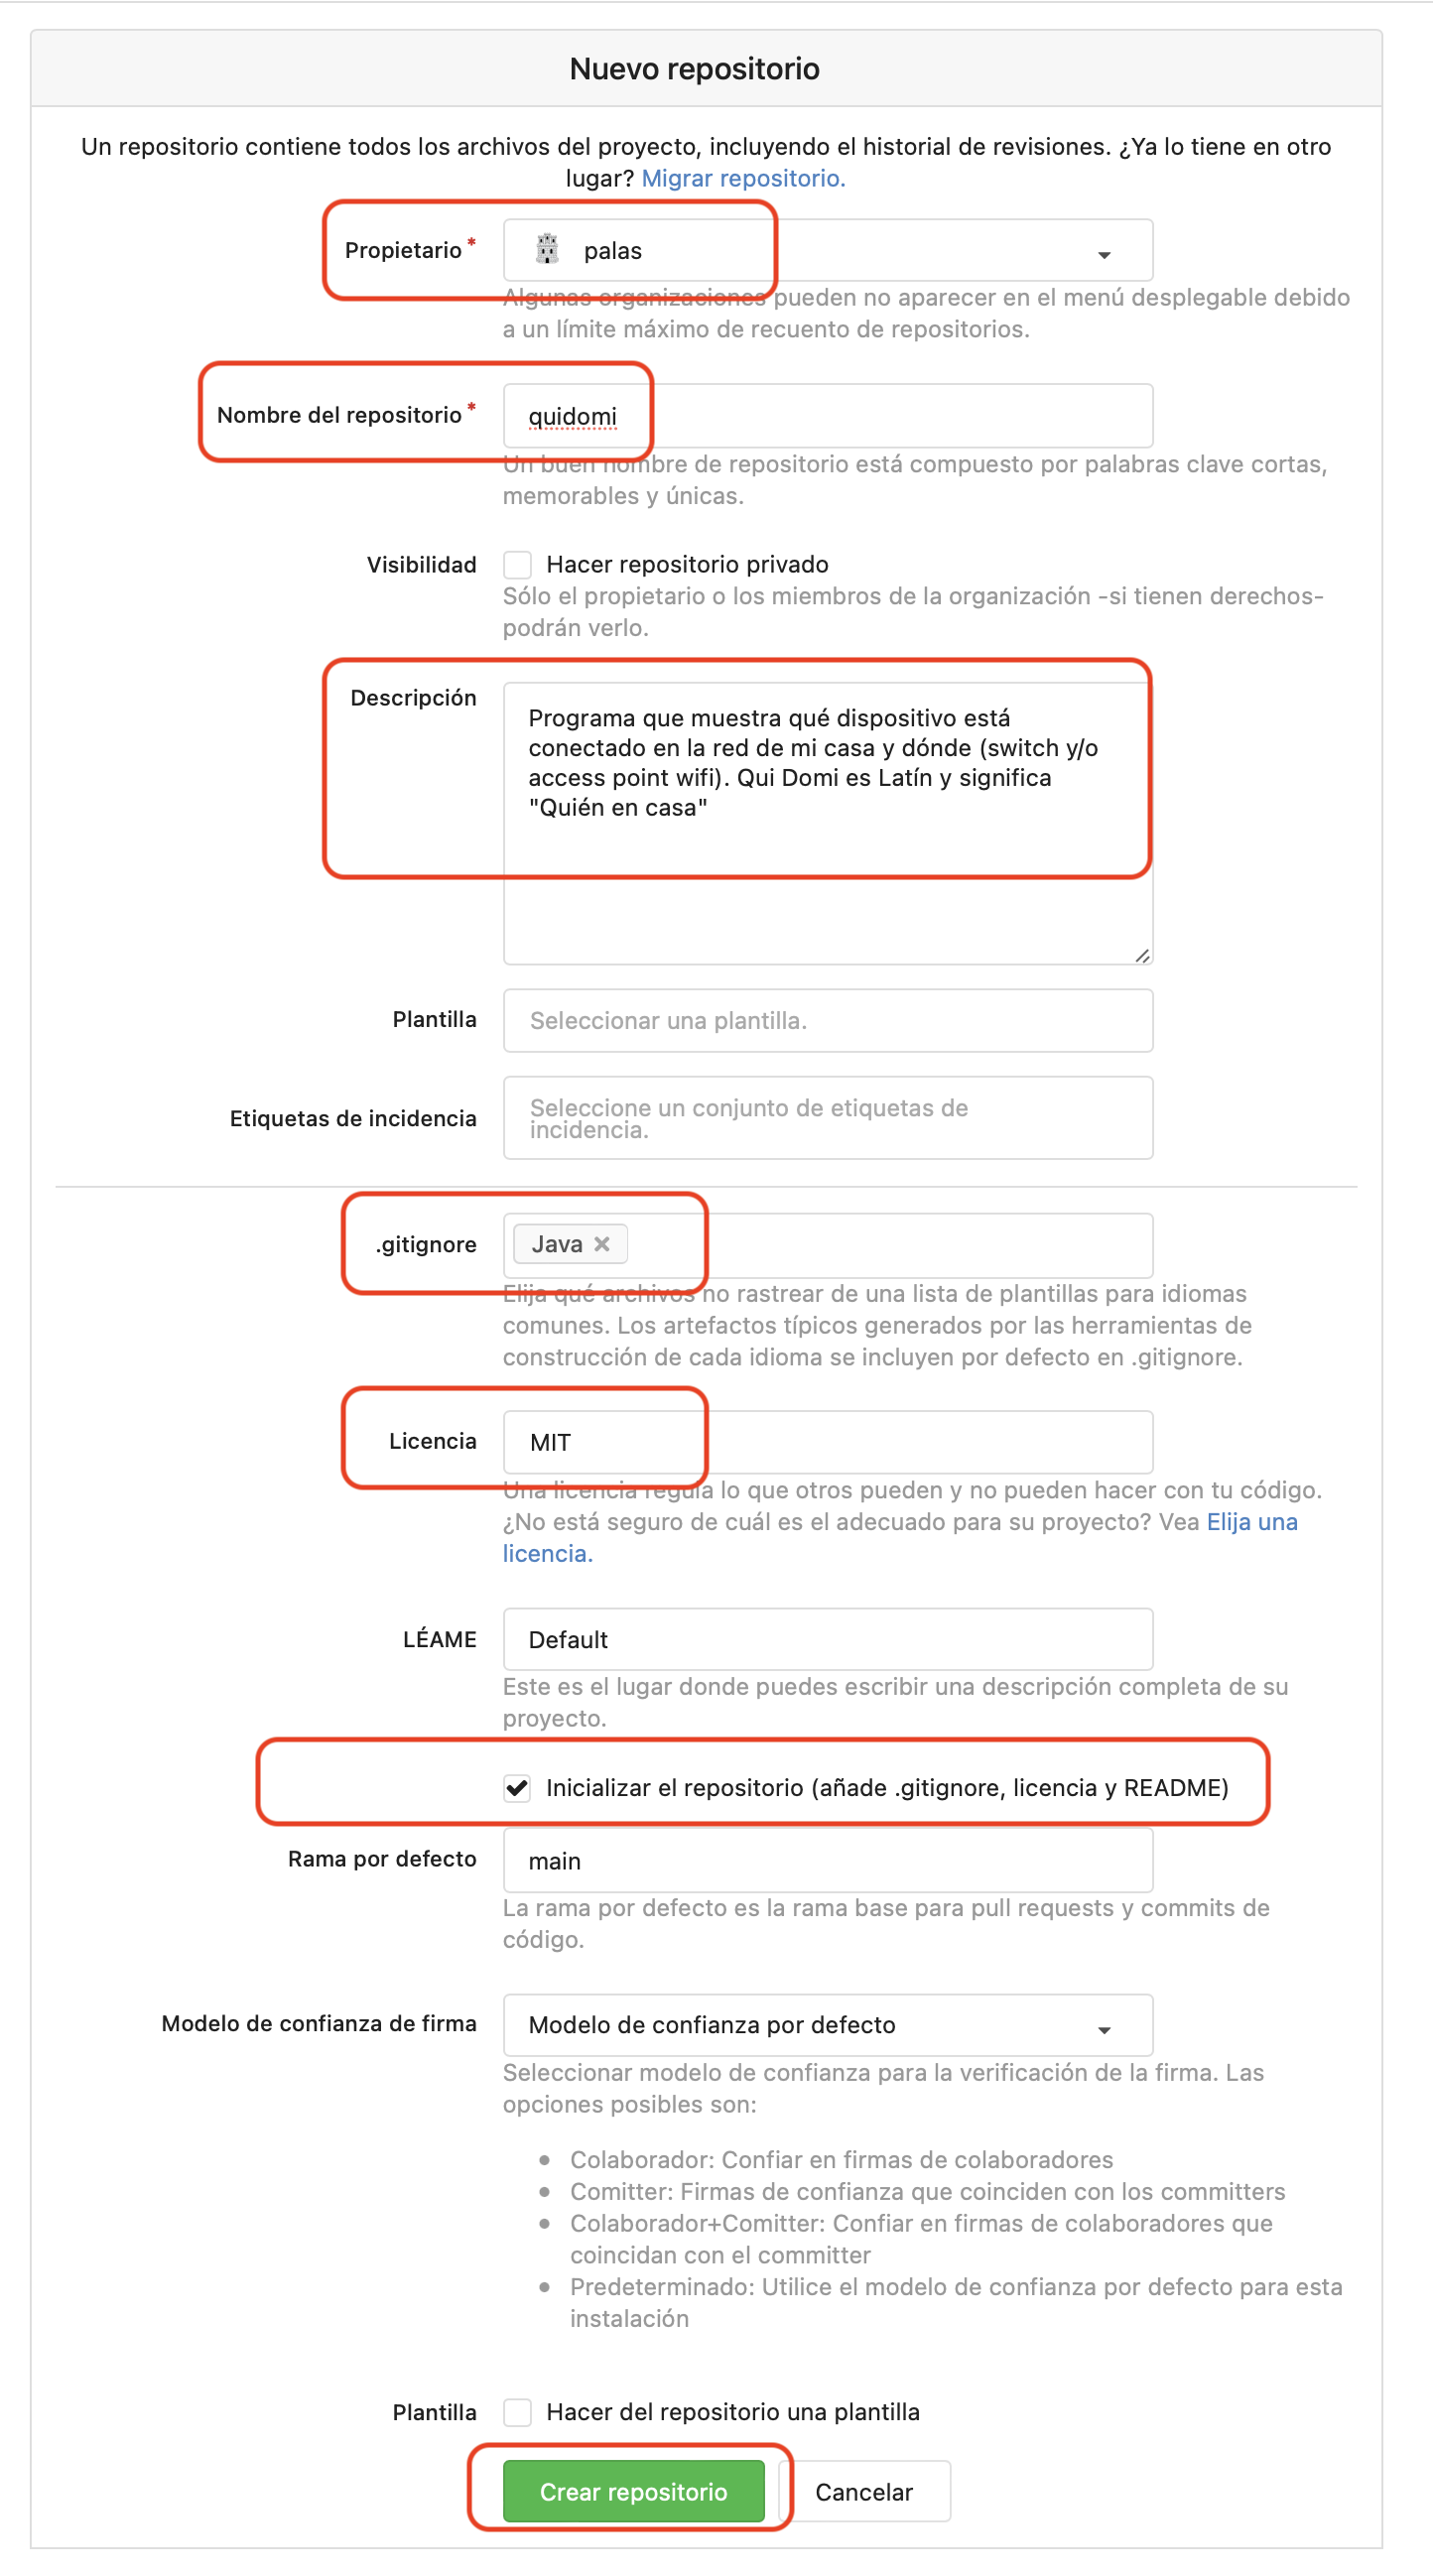 Nuevo repositorio
Un repositorio contiene todos los archivos del proyecto, incluyendo el historial de revisiones. ¿Ya lo tiene en otro
lugar? Migrar repositorio.
Propietario *
palas
Algunas organizaciones pueden no aparecer en el menú desplegable debido
a un límite máximo de recuento de repositorios.
Nombre del repositorio *
quidomi
Un buen nombre de repositorio está compuesto por palabras clave cortas,
memorables y únicas.
Visibilidad
Hacer repositorio privado
Sólo el propietario o los miembros de la organización -si tienen derechos-
podrán verlo.
Descripción
Programa que muestra qué dispositivo está
conectado en la red de mi casa y dónde (switch y/o
access point wifi). Qui Domi es Latín y significa
"Quién en casa"
Plantilla
Seleccionar una plantilla.
Etiquetas de incidencia
Seleccione un conjunto de etiquetas de
incidencia.
.gitignore
Java ×
Elija qué archivos no rastrear de una lista de plantillas para idiomas
comunes. Los artefactos típicos generados por las herramientas de
construcción de cada idioma se incluyen por defecto en .gitignore.
Licencia
MIT
Una licencia regula lo que otros pueden y no pueden hacer con tu código.
¿No está seguro de cuál es el adecuado para su proyecto? Vea Elija una
licencia.
LÉAME
Default
Este es el lugar donde puedes escribir una descripción completa de su
proyecto.
Inicializar el repositorio (añade .gitignore, licencia y README)
Rama por defecto
main
La rama por defecto es la rama base para pull requests y commits de
código.
Modelo de confianza de firma
Modelo de confianza por defecto
Seleccionar modelo de confianza para la verificación de la firma. Las
opciones posibles son:
• Colaborador: Confiar en firmas de colaboradores
• Comitter: Firmas de confianza que coinciden con los committers
• Colaborador+Comitter: Confiar en firmas de colaboradores que
coincidan con el committer
• Predeterminado: Utilice el modelo de confianza por defecto para esta
instalación
Plantilla
Hacer del repositorio una plantilla
Crear repositorio
Cancelar